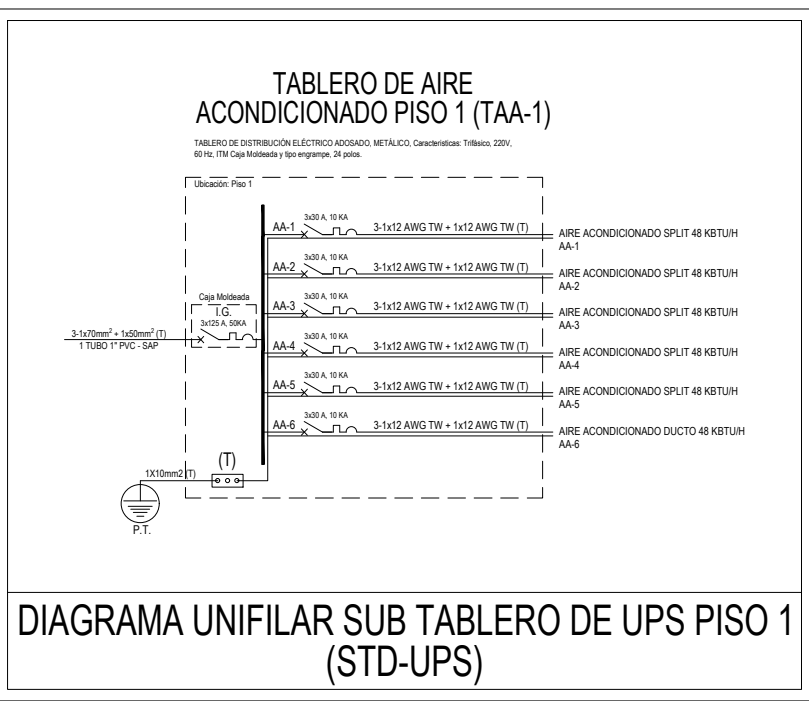 TABLERO DE AIRE
ACONDICIONADO PISO 1 (TAA-1)
TABLERO DE DISTRIBUCIÓN ELÉCTRICO ADOSADO, METÁLICO, Características: Trifásico, 220V,
60 Hz, ITM Caja Moldeada y tipo engrampe, 24 polos.
Ubicación: Piso 1
AA-1 3x30 A, 10 KA 3-1x12 AWG TW + 1x12 AWG TW (T) AIRE ACONDICIONADO SPLIT 48 KBTU/H
AA-1
AA-2 3x30 A, 10 KA 3-1x12 AWG TW + 1x12 AWG TW (T) AIRE ACONDICIONADO SPLIT 48 KBTU/H
AA-2
Caja Moldeada
I.G.
3x125 A, 50KA
AA-3 3x30 A, 10 KA 3-1x12 AWG TW + 1x12 AWG TW (T) AIRE ACONDICIONADO SPLIT 48 KBTU/H
AA-3
3-1x70mm² + 1x50mm² (T)
1 TUBO 1" PVC - SAP
AA-4 3x30 A, 10 KA 3-1x12 AWG TW + 1x12 AWG TW (T) AIRE ACONDICIONADO SPLIT 48 KBTU/H
AA-4
AA-5 3x30 A, 10 KA 3-1x12 AWG TW + 1x12 AWG TW (T) AIRE ACONDICIONADO SPLIT 48 KBTU/H
AA-5
AA-6 3x30 A, 10 KA 3-1x12 AWG TW + 1x12 AWG TW (T) AIRE ACONDICIONADO DUCTO 48 KBTU/H
AA-6
(T)
1X10mm2 (T)
P.T.
DIAGRAMA UNIFILAR SUB TABLERO DE UPS PISO 1
(STD-UPS)